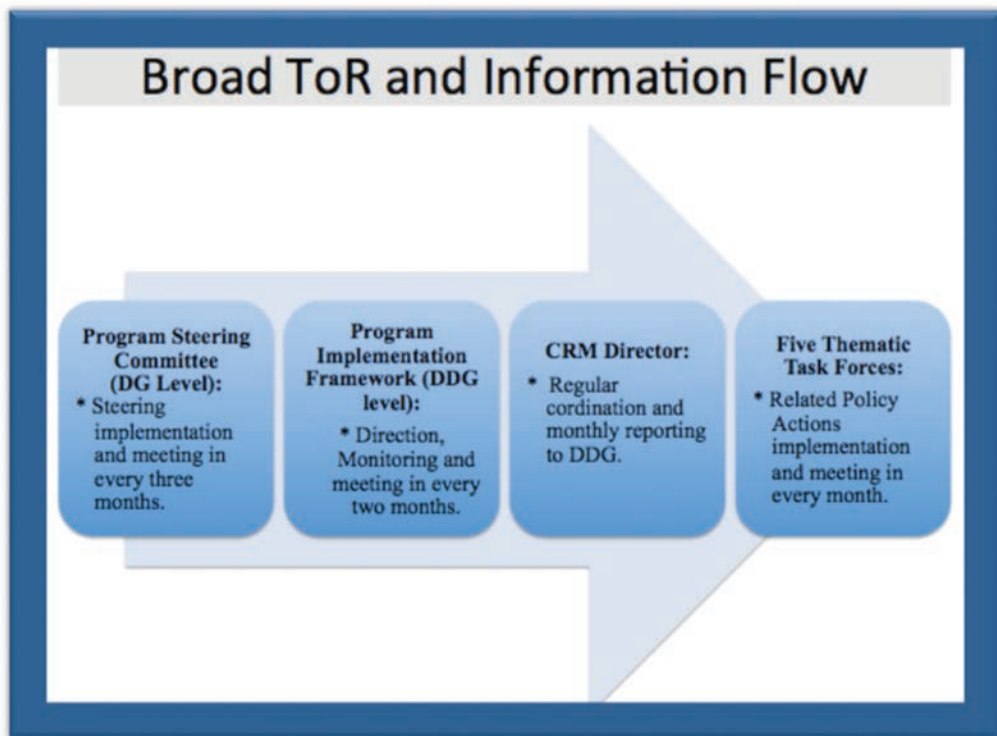 Broad ToR and Information Flow
Program Steering
Committee
(DG Level):
* Steering
implementation
and meeting in
every three
months.
Program
Implementation
Framework (DDG
level):
* Direction,
Monitoring and
meeting in every
two months.
CRM Director:
* Regular
cordination and
monthly reporting
to DDG.
Five Thematic
Task Forces:
* Related Policy
Actions
implementation
and meeting in
every month.